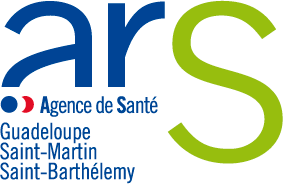 arS
Agence de Santé
Guadeloupe
Saint-Martin
Saint-Barthélemy